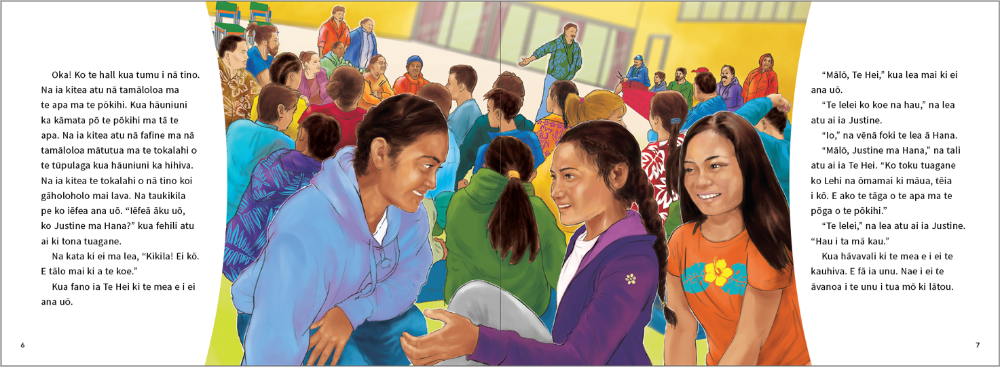 Oka! Ko te hall kua tumu i nā tino.
Na ia kitea atu nā tamāloloa ma
te apa ma te pōkihi. Kua hāuniuni
ka kāmata pō te pōkihi ma tā te
apa. Na ia kitea atu nā fafine ma nā
tamāloloa mātutua ma te tokalahi o
te tūpulaga kua hāuniuni ka hihiva.
Na ia kitea te tokalahi o nā tino koi
gāholoholo mai lava. Na taukikila
pe ko iēfea ana uō. “Iēfeā āku uō,
ko Justine ma Hana?” kua fehili atu
ai ki tona tuagane.
Na kata ki ei ma lea, “Kikila! Ei kō.
E tālo mai ki a te koe.”
Kua fano ia Te Hei ki te mea e i ei
ana uō.
6
“Mālō, Te Hei,” kua lea mai ki ei
ana uō.
“Te lelei ko koe na hau,” na lea
atu ai ia Justine.
“Io,” na vēnā foki te lea ā Hana.
“Mālō, Justine ma Hana,” na tali
atu ai ia Te Hei. “Ko toku tuagane
ko Lehi na ōmamai ki māua, tēia
i kō. E ako te tāga o te apa ma te
pōga o te pōkihi.”
“Te lelei,” na lea atu ai ia Justine.
“Hau i ta mā kau.”
Kua hāvavali ki te mea e i ei te
kauhiva. E fā ia unu. Nae i ei te
āvanoa i te unu i tua mō ki lātou.
7